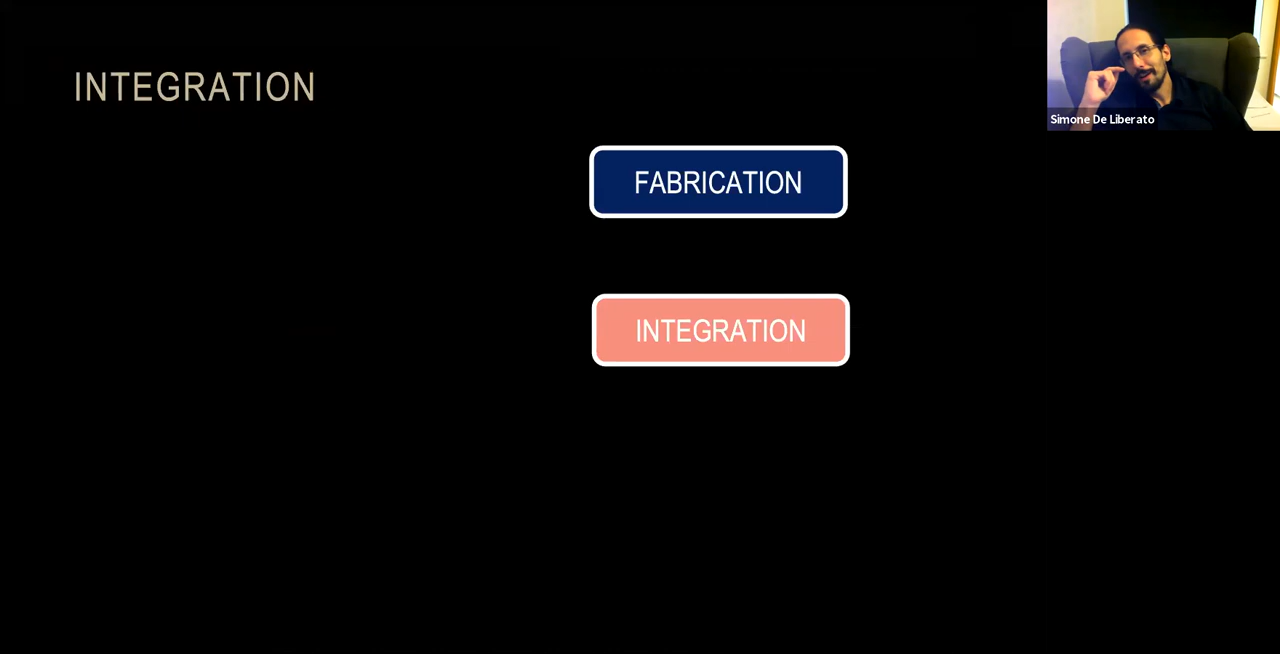 INTEGRATION
Simone De Liberato
FABRICATION
INTEGRATION